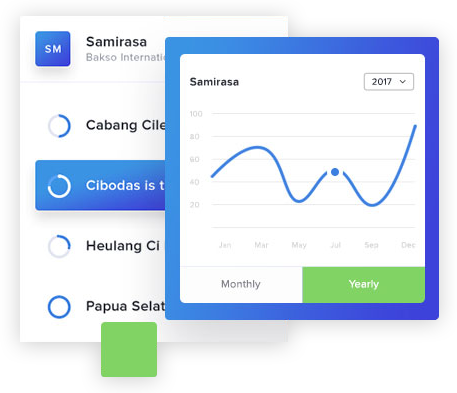 SM
Samirasa
Bakso Internatio
Cabang Cile
Cibodas is t
Heulang Ci
Papua Selat
Samirasa
2017
100
80
60
40
20
Jan Mar May Jul Sep Dec
Monthly Yearly